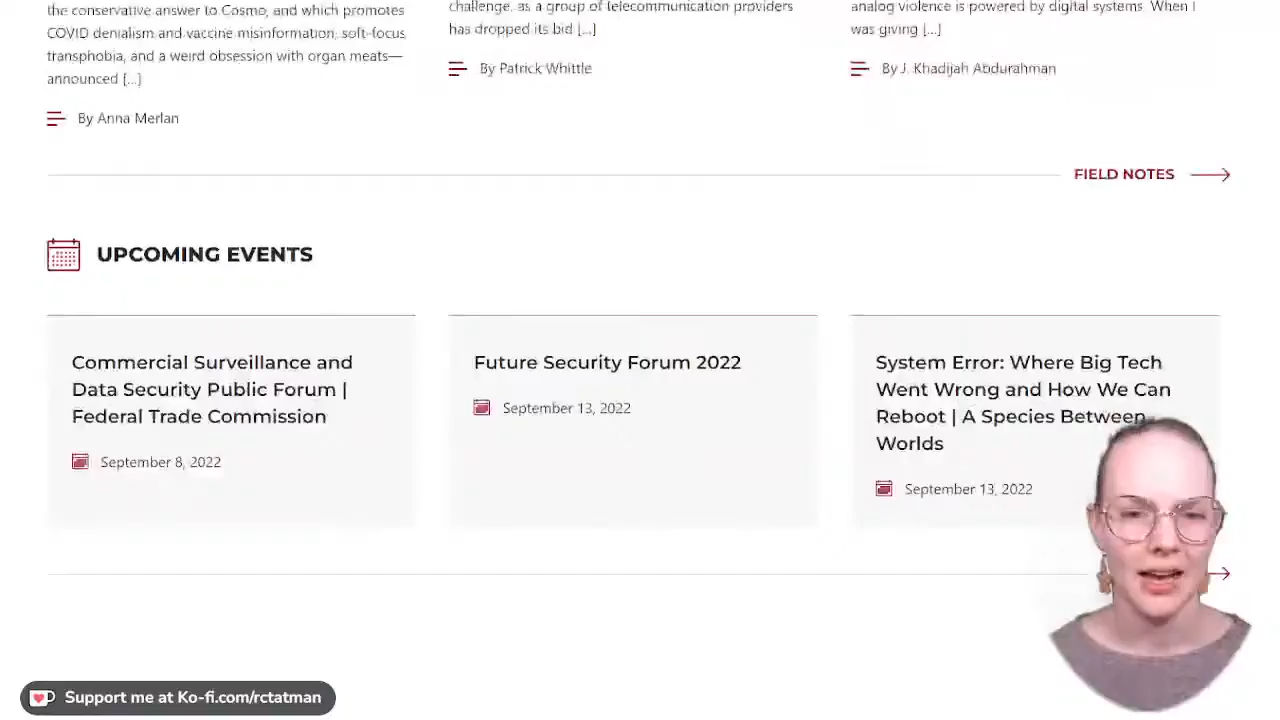 the conservative answer to Cosmo, and which promotes
COVID denialism and vaccine misinformation, soft-focus
transphobia, and a weird obsession with organ meats—
announced [...]
By Anna Merlan
challenge, as a group of telecommunication providers
has dropped its bid [...]
By Patrick Whittle
analog violence is powered by digital systems. When I
was giving [...]
By J. Khadijah Abdurahman
FIELD NOTES
UPCOMING EVENTS
Commercial Surveillance and
Data Security Public Forum |
Federal Trade Commission
September 8, 2022
Future Security Forum 2022
September 13, 2022
System Error: Where Big Tech
Went Wrong and How We Can
Reboot | A Species Between
Worlds
September 13, 2022
Support me at Ko-fi.com/rctatman